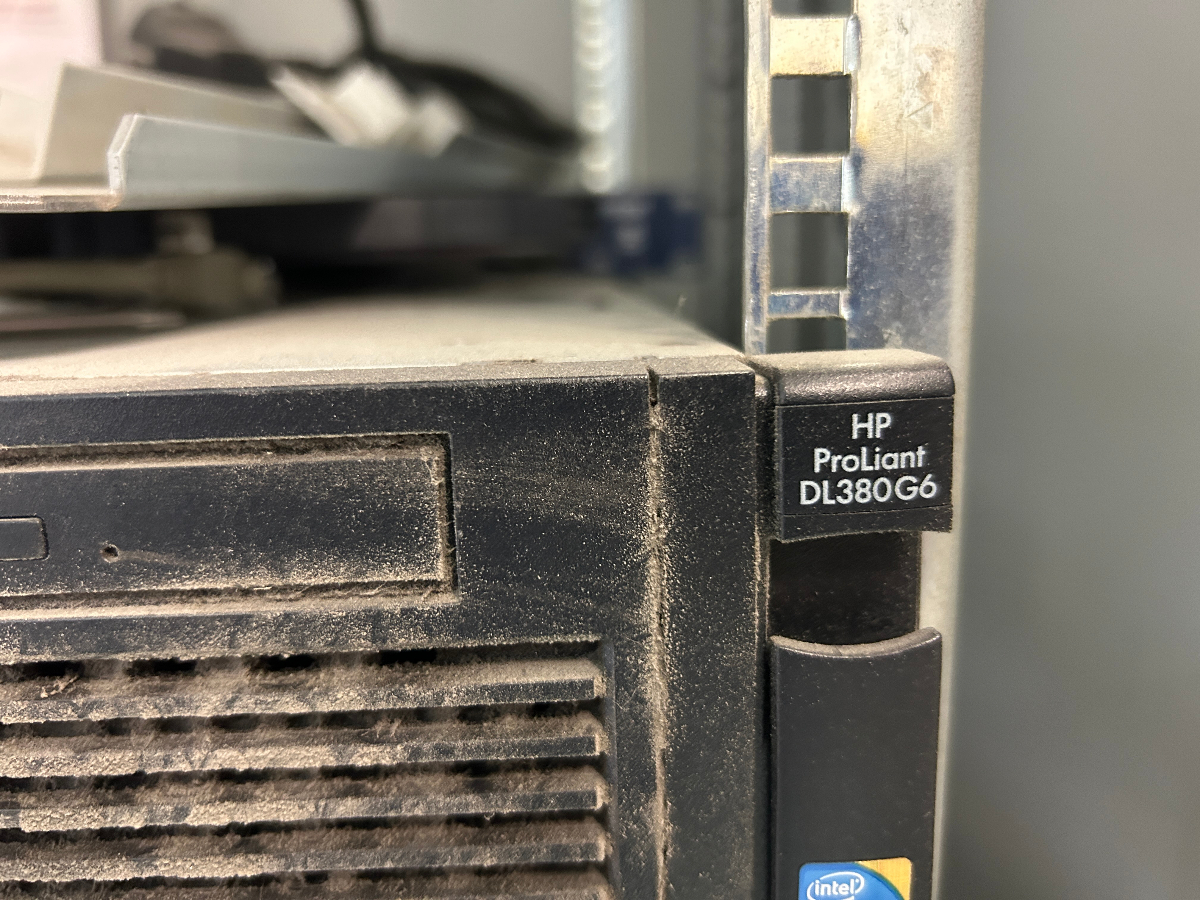 HP
ProLiant
DL380G6
intel